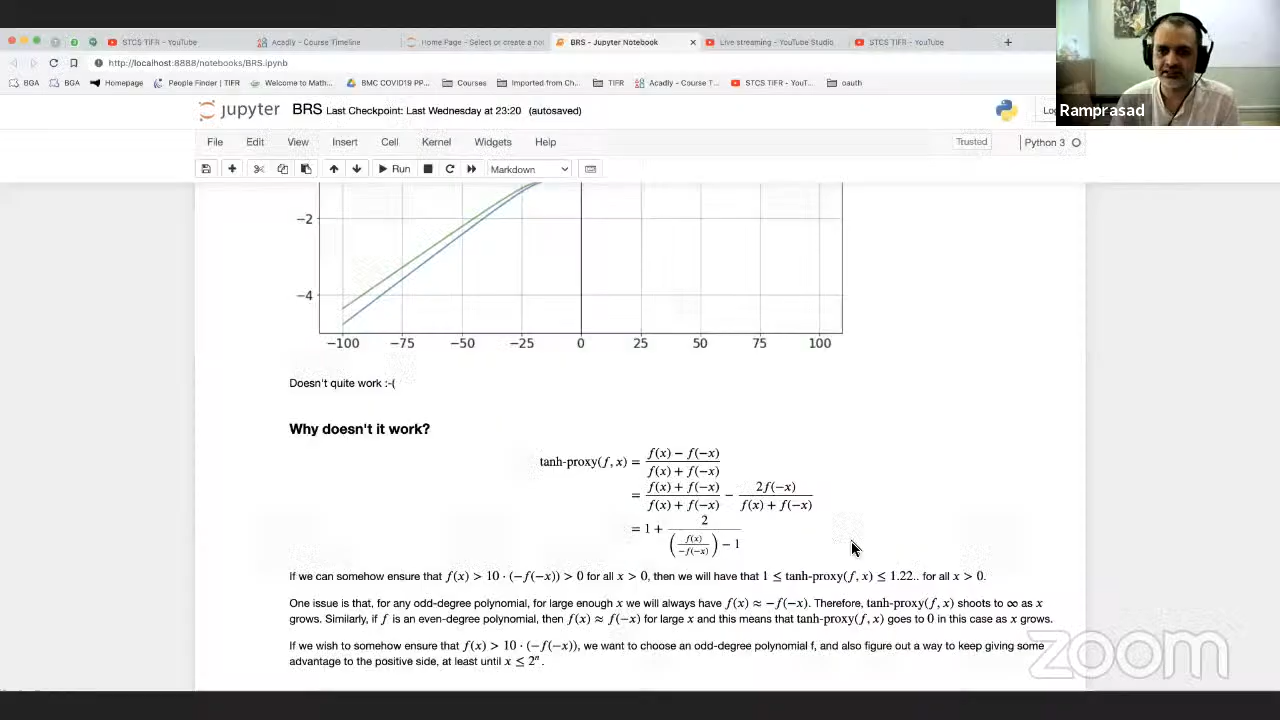 STCS TIFR - YouTube
Acadly - Course Timeline
Home Page - Select or create a no
BRS - Jupyter Notebook
Live streaming - YouTube Studio
STCS TIFR - YouTube
http://localhost:8888/notebooks/BRS.ipynb
BGA
BGA
Homepage
People Finder | TIFR
Welcome to Math...
BMC COVID19 PP...
Courses
Imported from Ch...
TIFR
Acadly - Course T...
STCS TIFR - YouT...
oauth
Ramprasad
jupyter BRS Last Checkpoint: Last Wednesday at 23:20 (autosaved)
File Edit View Insert Cell Kernel Widgets Help
Trusted
Python 3
Run
Markdown
−2
−4
−100 −75 −50 −25 0 25 50 75 100
Doesn't quite work :-(
Why doesn't it work?
tanh-proxy(f, x) = f(x) − f(−x) / f(x) + f(−x)
= f(x) + f(−x) / f(x) + f(−x) − 2f(−x) / f(x) + f(−x)
= 1 + 2 / (f(x) / −f(−x)) − 1
If we can somehow ensure that f(x) > 10 · (−f(−x)) > 0 for all x > 0, then we will have that 1 ≤ tanh-proxy(f, x) ≤ 1.22.. for all x > 0.
One issue is that, for any odd-degree polynomial, for large enough x we will always have f(x) ≈ −f(−x). Therefore, tanh-proxy(f, x) shoots to ∞ as x
grows. Similarly, if f is an even-degree polynomial, then f(x) ≈ f(−x) for large x and this means that tanh-proxy(f, x) goes to 0 in this case as x grows.
If we wish to somehow ensure that f(x) > 10 · (−f(−x)), we want to choose an odd-degree polynomial f, and also figure out a way to keep giving some
advantage to the positive side, at least until x ≤ 2ⁿ.
zoom